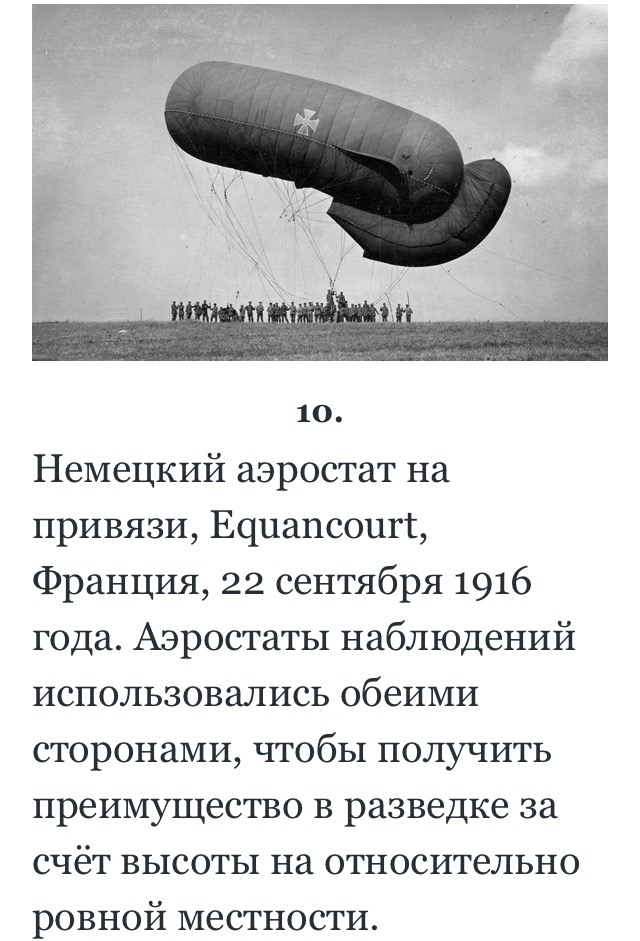 10.
Немецкий аэростат на
привязи, Equancourt,
Франция, 22 сентября 1916
года. Аэростаты наблюдений
использовались обеими
сторонами, чтобы получить
преимущество в разведке за
счёт высоты на относительно
ровной местности.